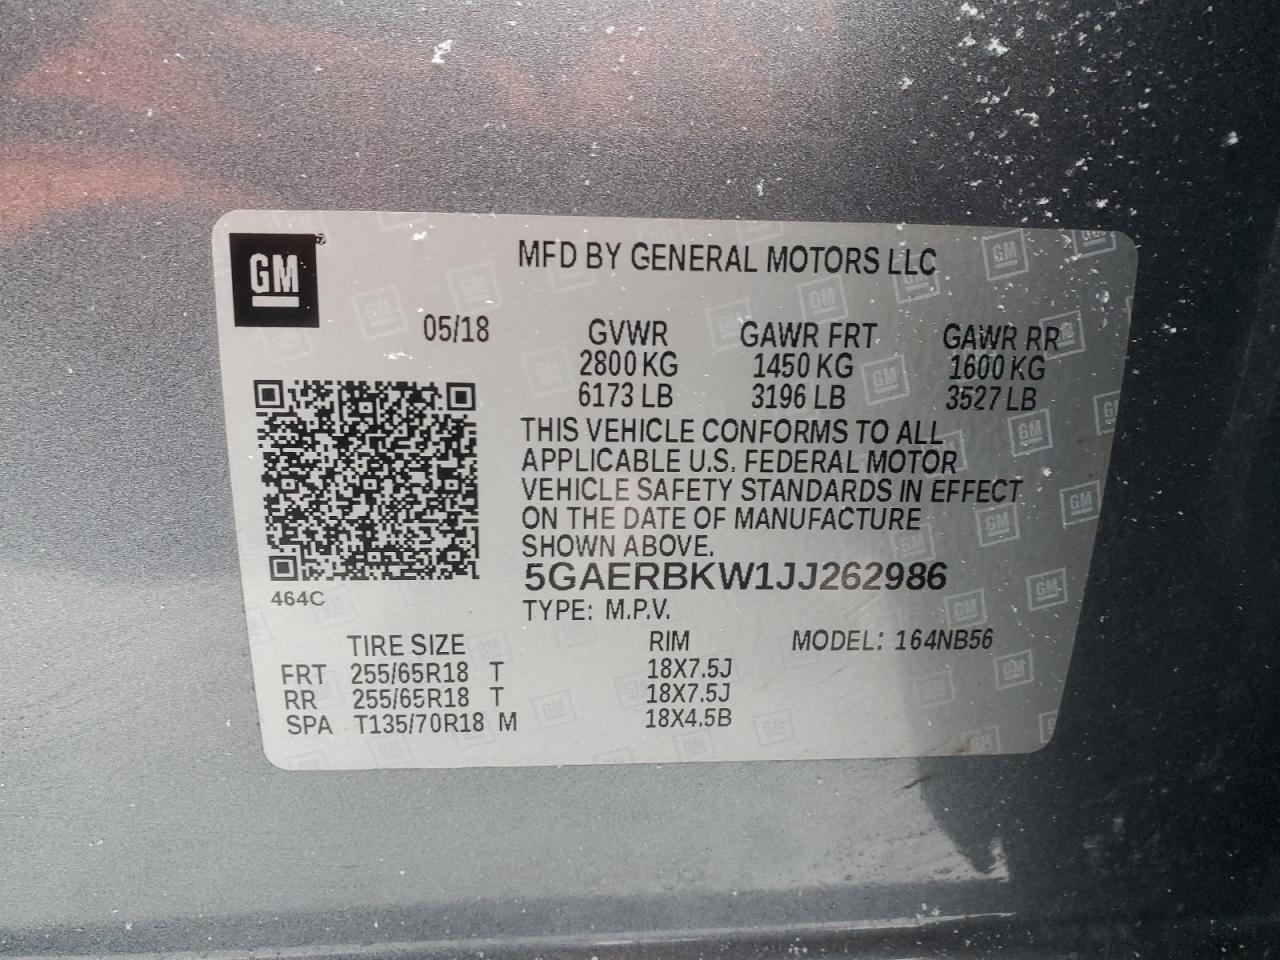 GM
MFD BY GENERAL MOTORS LLC
05/18 GVWR GAWR FRT GAWR RR
2800 KG 1450 KG 1600 KG
6173 LB 3196 LB 3527 LB
THIS VEHICLE CONFORMS TO ALL
APPLICABLE U.S. FEDERAL MOTOR
VEHICLE SAFETY STANDARDS IN EFFECT
ON THE DATE OF MANUFACTURE
SHOWN ABOVE.
5GAERBKW1JJ262986
464C
TYPE: M.P.V.
TIRE SIZE RIM MODEL: 164NB56
FRT 255/65R18 T 18X7.5J
RR 255/65R18 T 18X7.5J
SPA T135/70R18 M 18X4.5B